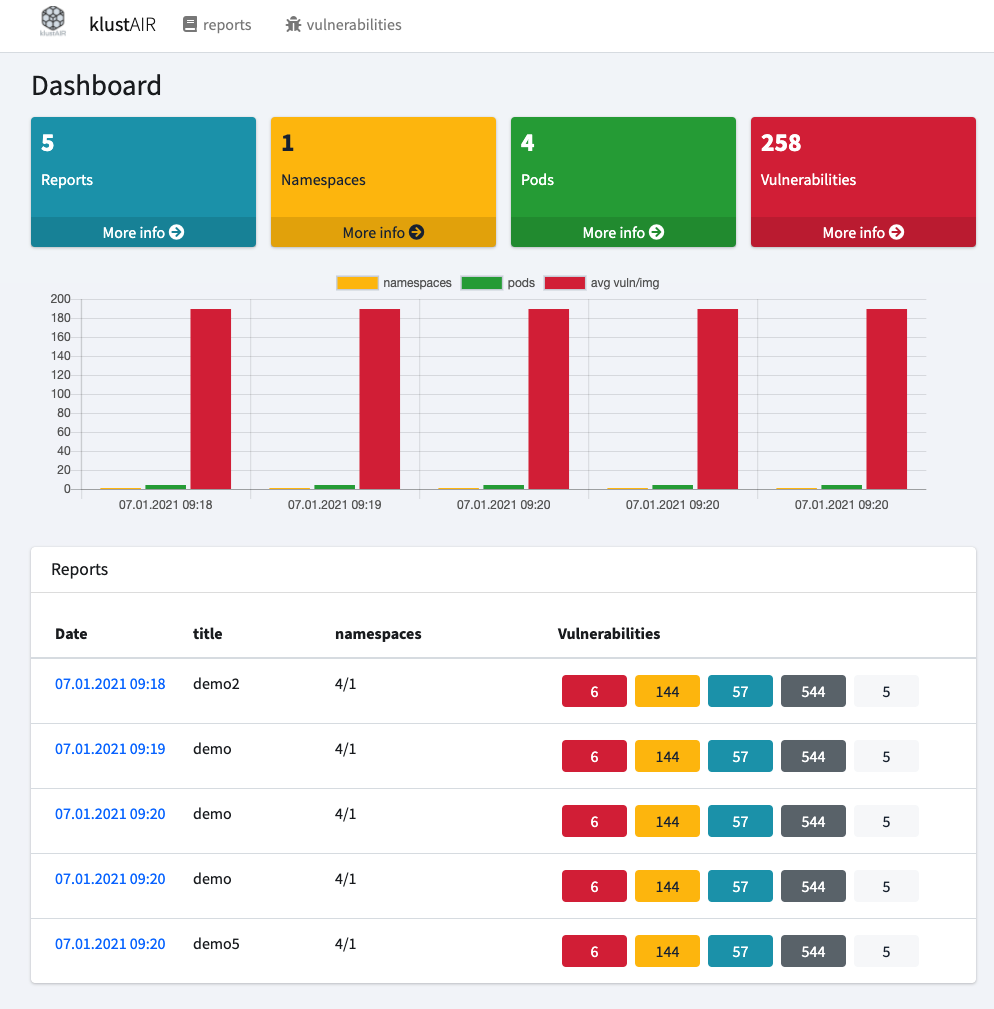 klustAIR
klustAIR reports vulnerabilities
Dashboard
5 1 4 258
Reports Namespaces Pods Vulnerabilities
More info More info More info More info
namespaces pods avg vuln/img
200
180
160
140
120
100
80
60
40
20
0
07.01.2021 09:18 07.01.2021 09:19 07.01.2021 09:20 07.01.2021 09:20 07.01.2021 09:20
Reports
Date title namespaces Vulnerabilities
07.01.2021 09:18 demo2 4/1 6 144 57 544 5
07.01.2021 09:19 demo 4/1 6 144 57 544 5
07.01.2021 09:20 demo 4/1 6 144 57 544 5
07.01.2021 09:20 demo 4/1 6 144 57 544 5
07.01.2021 09:20 demo5 4/1 6 144 57 544 5